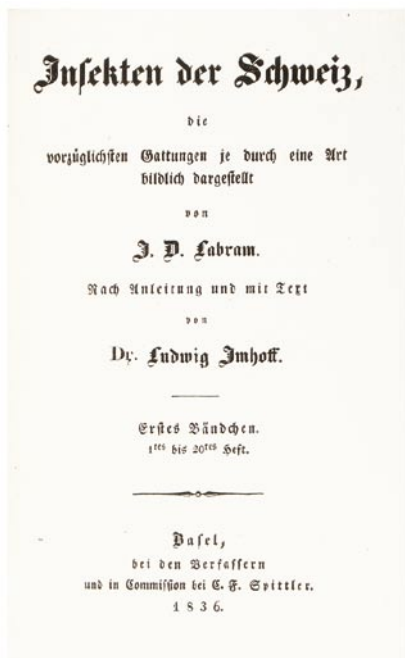 Insekten der Schweiz,
die
vorzüglichsten Gattungen je durch eine Art
bildlich dargestellt
von
J. D. Labram.
Nach Anleitung und mit Text
von
Dr. Ludwig Imhoff.
Erstes Bändchen.
1tes bis 20tes Heft.
Basel,
bei den Verfassern
und in Commission bei C. F. Spittler.
1836.